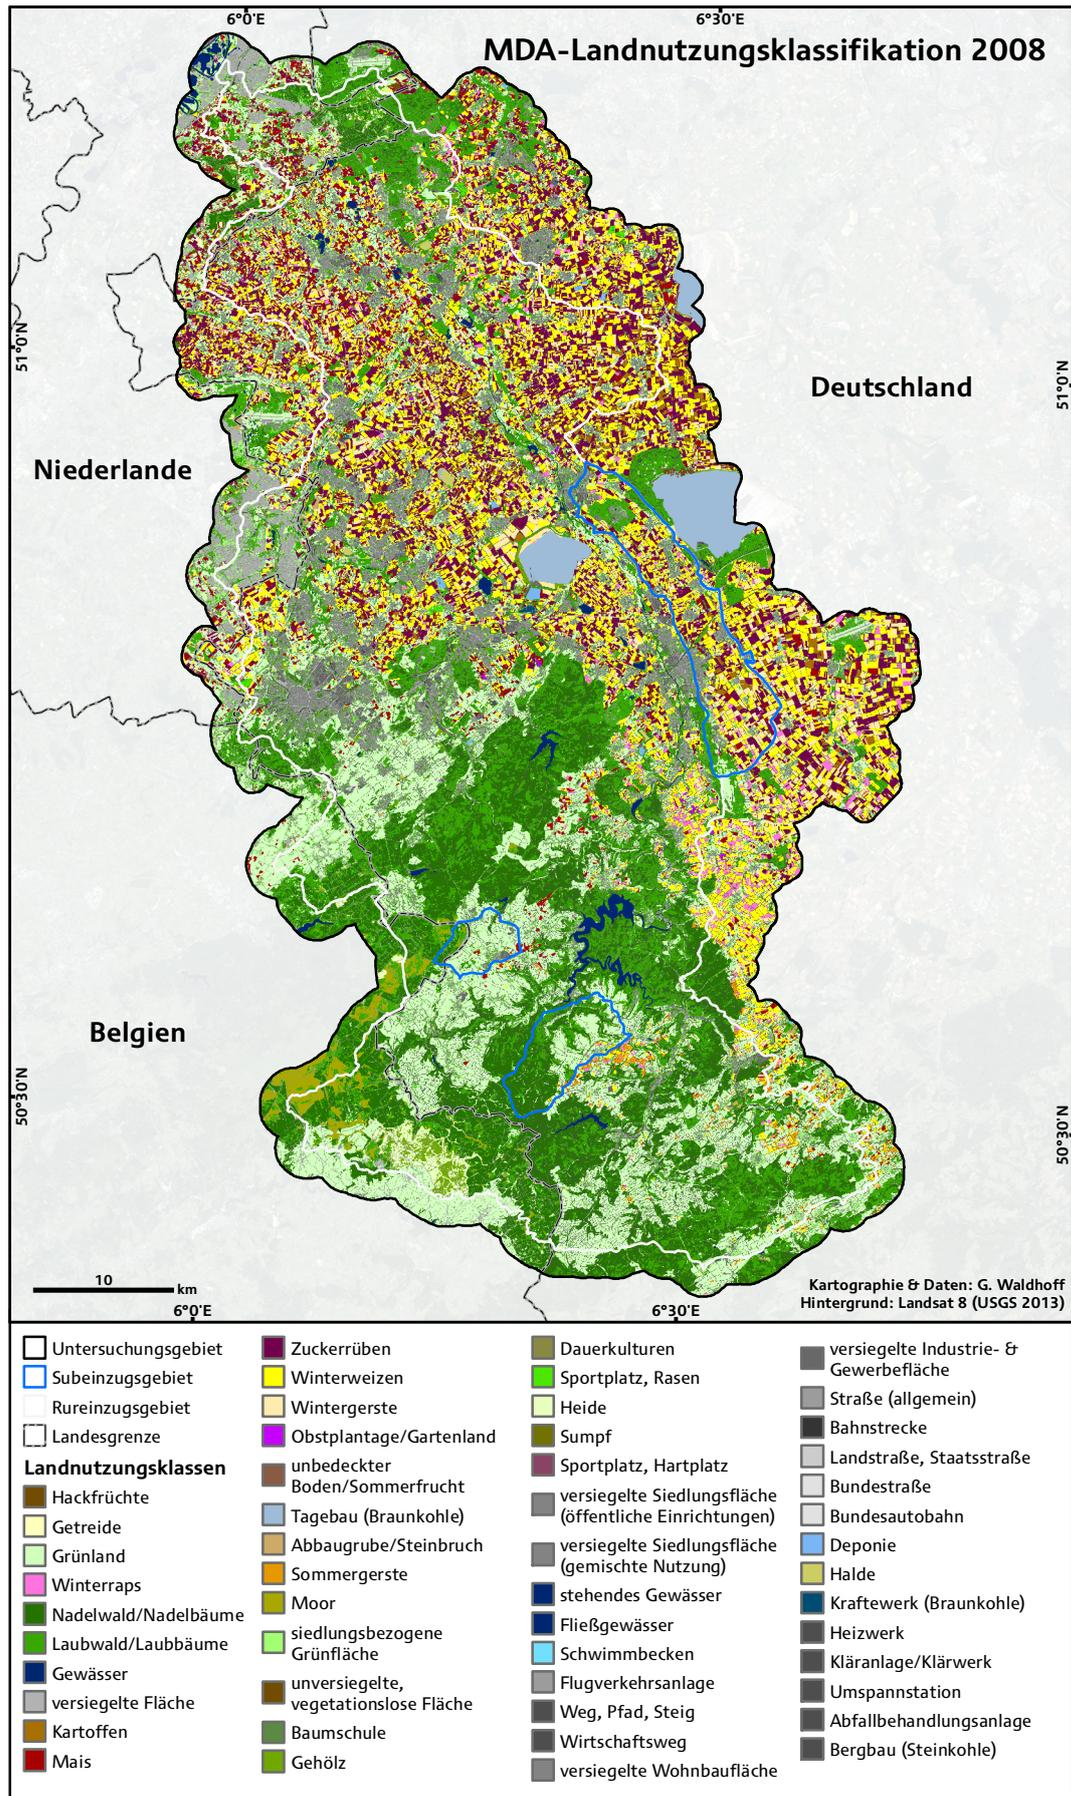 6°0'E
6°30'E
MDA-Landnutzungsklassifikation 2008
51°0'N
Deutschland
51°0'N
Niederlande
Belgien
50°30'N
50°30'N
10
km
Kartographie & Daten: G. Waldhoff
Hintergrund: Landsat 8 (USGS 2013)
6°0'E
6°30'E
Untersuchungsgebiet
Subeinzugsgebiet
Rureinzugsgebiet
Landesgrenze
Landnutzungsklassen
Hackfrüchte
Getreide
Grünland
Winterraps
Nadelwald/Nadelbäume
Laubwald/Laubbäume
Gewässer
versiegelte Fläche
Kartoffen
Mais
Zuckerrüben
Winterweizen
Wintergerste
Obstplantage/Gartenland
unbedeckter
Boden/Sommerfrucht
Tagebau (Braunkohle)
Abbaugrube/Steinbruch
Sommergerste
Moor
siedlungsbezogene
Grünfläche
unversiegelte,
vegetationslose Fläche
Baumschule
Gehölz
Dauerkulturen
Sportplatz, Rasen
Heide
Sumpf
Sportplatz, Hartplatz
versiegelte Siedlungsfläche
(öffentliche Einrichtungen)
versiegelte Siedlungsfläche
(gemischte Nutzung)
stehendes Gewässer
Fließgewässer
Schwimmbecken
Flugverkehrsanlage
Weg, Pfad, Steig
Wirtschaftsweg
versiegelte Wohnbaufläche
versiegelte Industrie- &
Gewerbefläche
Straße (allgemein)
Bahnstrecke
Landstraße, Staatsstraße
Bundestraße
Bundesautobahn
Deponie
Halde
Kraftewerk (Braunkohle)
Heizwerk
Kläranlage/Klärwerk
Umspannstation
Abfallbehandlungsanlage
Bergbau (Steinkohle)